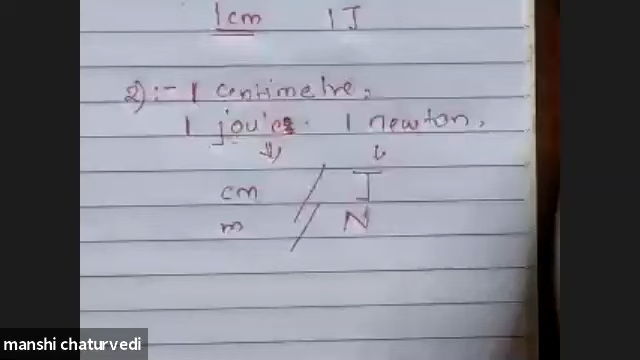 1cm 1J
2) :- 1 centimetre,
1 joule. 1 newton,
cm / J
m // N
manshi chaturvedi